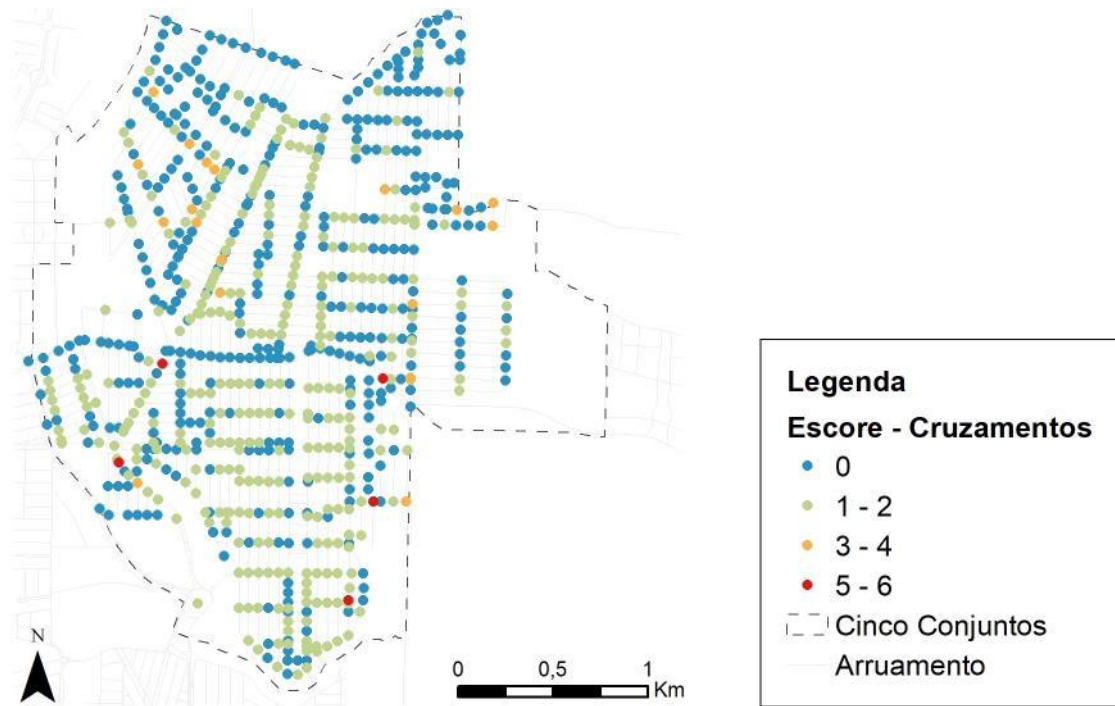 Legenda
Escore - Cruzamentos
0
1 - 2
3 - 4
5 - 6
Cinco Conjuntos
Arruamento
N
0 0,5 1
Km